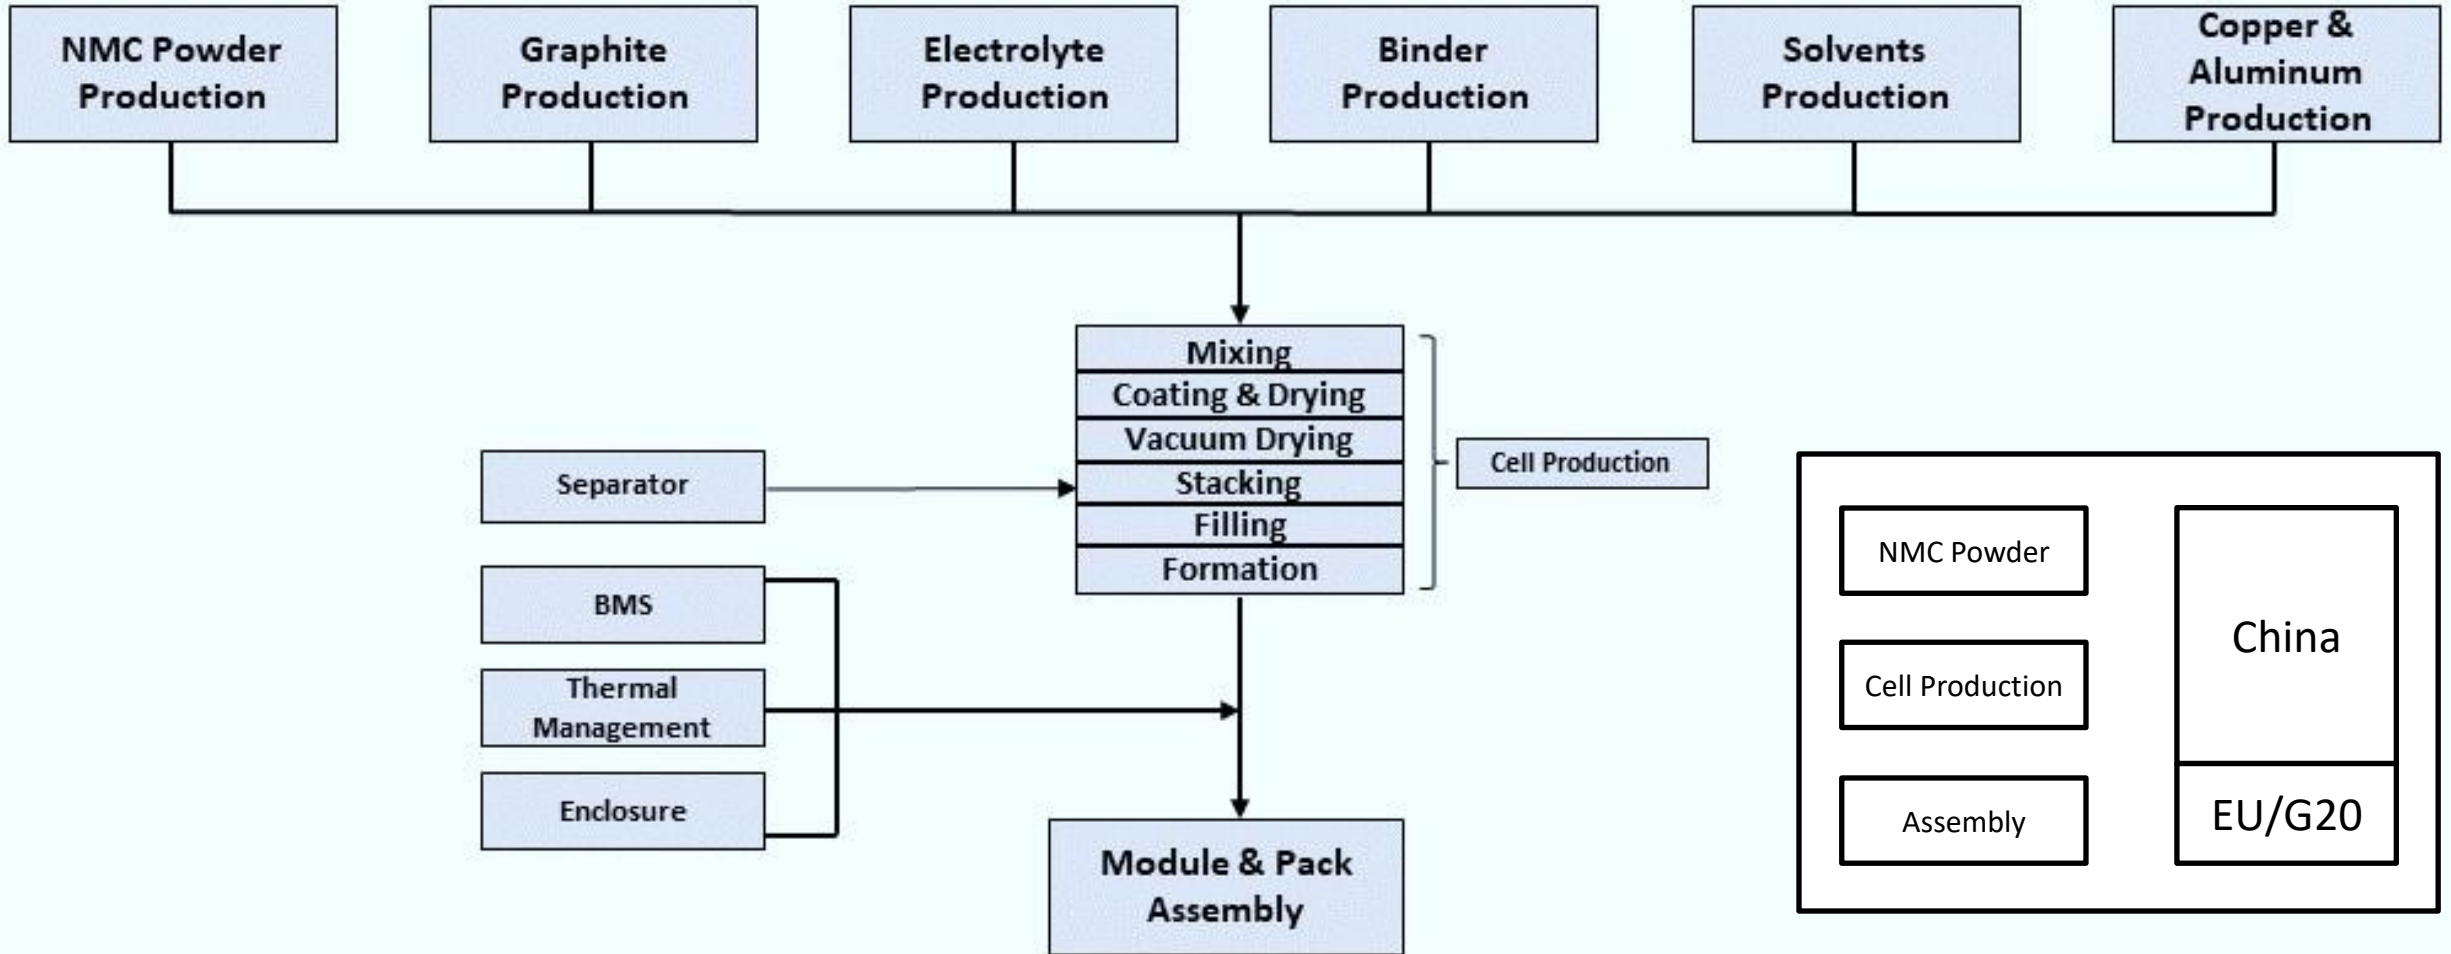 NMC Powder
Production
Graphite
Production
Electrolyte
Production
Binder
Production
Solvents
Production
Copper &
Aluminum
Production
Mixing
Coating & Drying
Vacuum Drying
Stacking
Filling
Formation
Cell Production
Separator
BMS
Thermal
Management
Enclosure
Module & Pack
Assembly
NMC Powder
Cell Production
Assembly
China
EU/G20